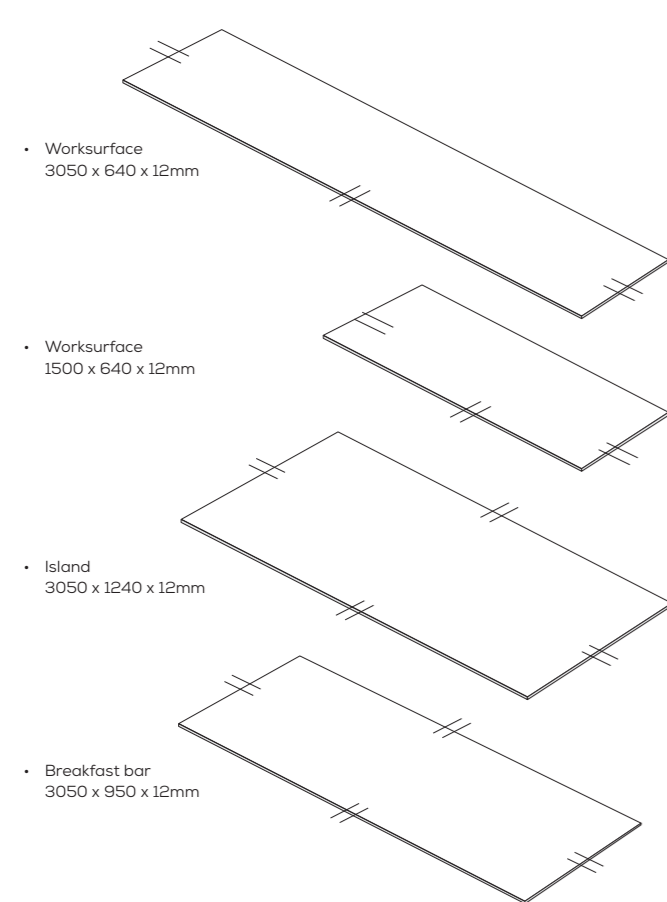 • Worksurface
3050 x 640 x 12mm
• Worksurface
1500 x 640 x 12mm
• Island
3050 x 1240 x 12mm
• Breakfast bar
3050 x 950 x 12mm